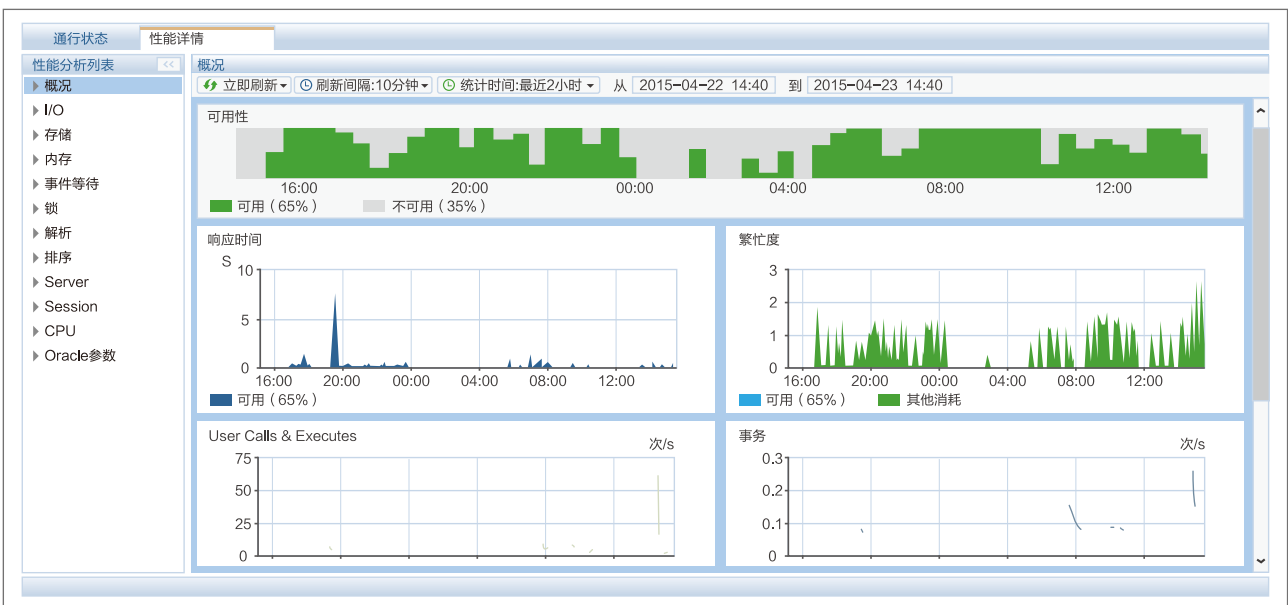 通行状态 性能详情
性能分析列表 <<
概况
I/O
存储
内存
事件等待
锁
解析
排序
Server
Session
CPU
Oracle参数
概况
立即刷新 刷新间隔:10分钟 统计时间:最近2小时 从 2015-04-22 14:40 到 2015-04-23 14:40
可用性
16:00 20:00 00:00 04:00 08:00 12:00
可用(65%) 不可用(35%)
响应时间
S
10
5
0
16:000 20:000 00:00 04:00 08:00 12:00
可用(65%)
繁忙度
3
2
1
0
16:00 20:00 00:00 04:00 08:00 12:00
可用(65%) 其他消耗
User Calls & Executes
次/s
75
50
25
0
事务
次/s
0.3
0.2
0.1
0